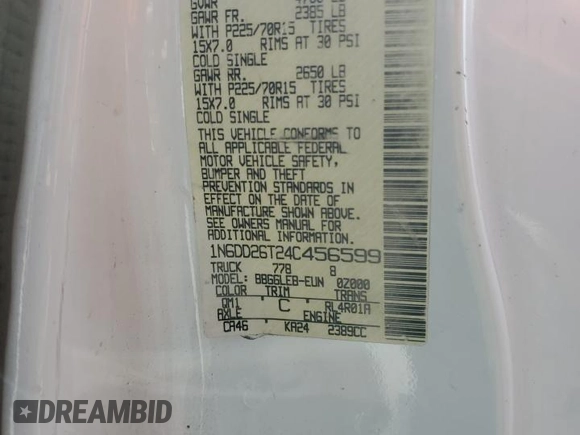 GVWR
GAWR FR. 2385 LB
WITH P225/70R15 TIRES
15X7.0 RIMS AT 30 PSI
COLD SINGLE
GAWR RR. 2650 LB
WITH P225/70R15 TIRES
15X7.0 RIMS AT 30 PSI
COLD SINGLE
THIS VEHICLE CONFORMS TO
ALL APPLICABLE FEDERAL
MOTOR VEHICLE SAFETY,
BUMPER AND THEFT
PREVENTION STANDARDS IN
EFFECT ON THE DATE OF
MANUFACTURE SHOWN ABOVE.
SEE OWNERS MANUAL FOR
ADDITIONAL INFORMATION.
1N6DD26T24C456599
TRUCK 778 8
MODEL: BBG6LEB-EUN 0Z000
COLOR TRIM TRANS
QM1 C RL4R01A
AXLE ENGINE
CA46 KA24 2389CC
DREAMBID